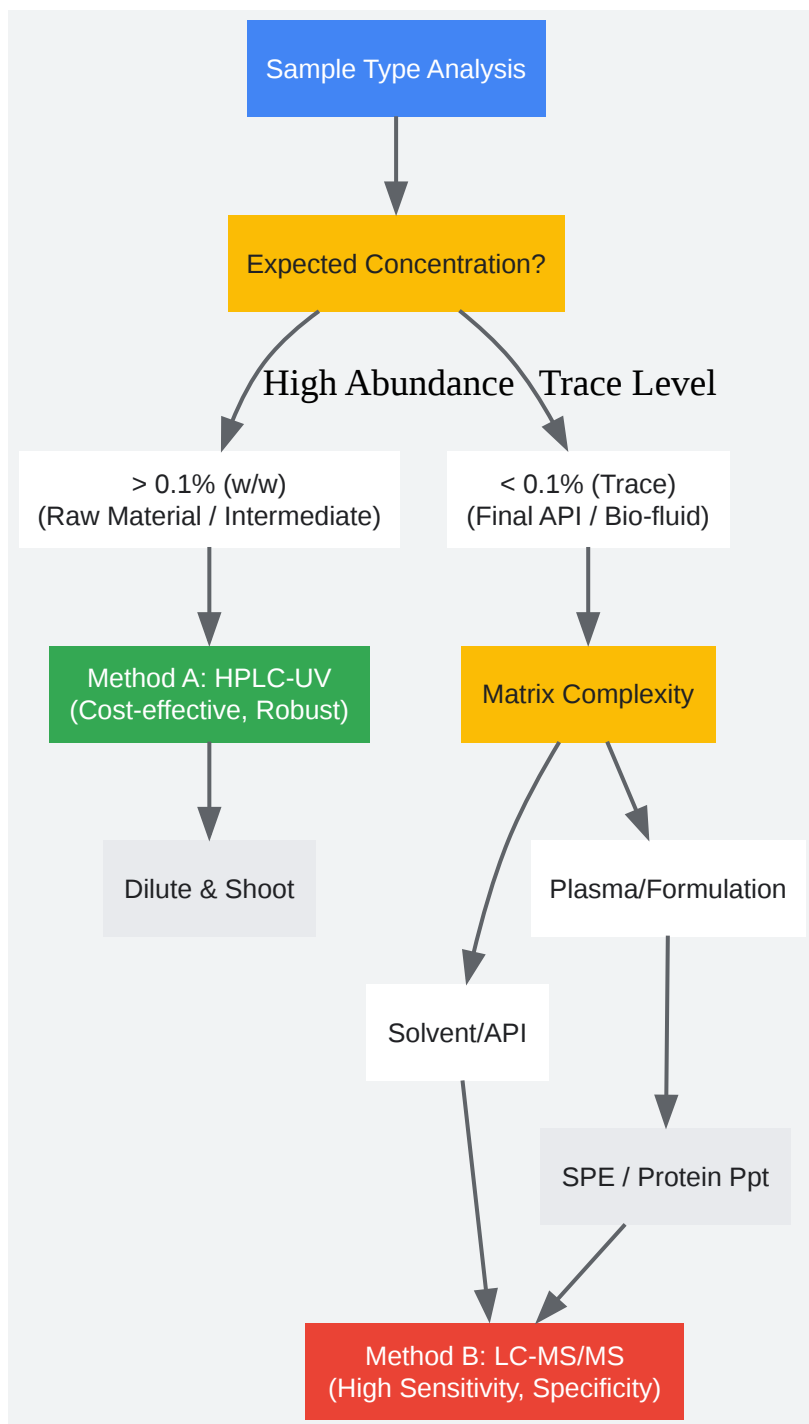 Sample Type Analysis
Expected Concentration?
High Abundance
Trace Level
> 0.1% (w/w)
(Raw Material / Intermediate)
< 0.1% (Trace)
(Final API / Bio-fluid)
Method A: HPLC-UV
(Cost-effective, Robust)
Matrix Complexity
Dilute & Shoot
Plasma/Formulation
Solvent/API
SPE / Protein Ppt
Method B: LC-MS/MS
(High Sensitivity, Specificity)